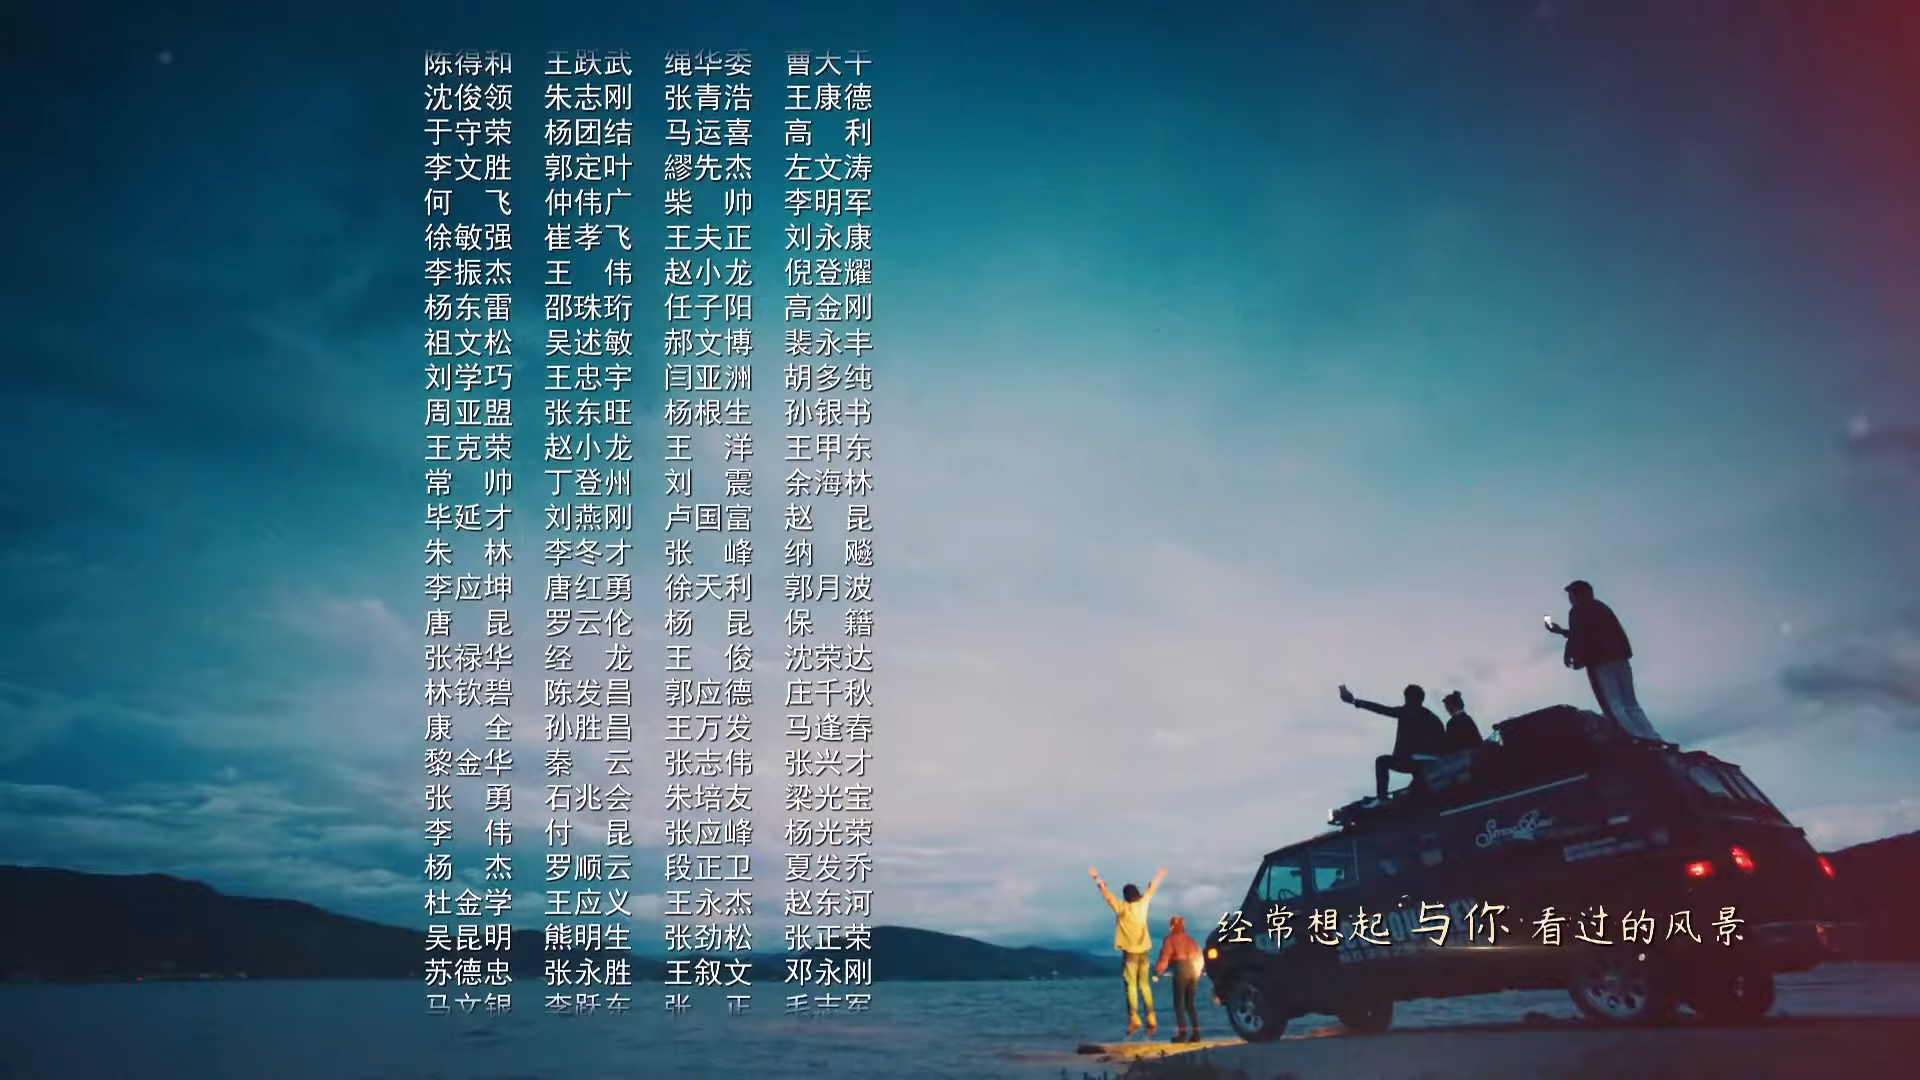 陈得和 王跃武 绳华委 曹大干
沈俊领 朱志刚 张青浩 王康德
于守荣 杨团结 马运喜 高 利
李文胜 郭定叶 繆先杰 左文涛
何 飞 仲伟广 柴 帅 李明军
徐敏强 崔孝飞 王夫正 刘永康
李振杰 王 伟 赵小龙 倪登耀
杨东雷 邵珠珩 任子阳 高金刚
祖文松 吴述敏 郝文博 裴永丰
刘学巧 王忠宇 闫亚洲 胡多纯
周亚盟 张东旺 杨根生 孙银书
王克荣 赵小龙 王 洋 王甲东
常 帅 丁登州 刘 震 余海林
毕延才 刘燕刚 卢国富 赵 昆
朱 林 李冬才 张 峰 纳 飚
李应坤 唐红勇 徐天利 郭月波
唐 昆 罗云伦 杨 昆 保 籍
张禄华 经 龙 王 俊 沈荣达
林钦碧 陈发昌 郭应德 庄千秋
康 全 孙胜昌 王万发 马逢春
黎金华 秦 云 张志伟 张兴才
张 勇 石兆会 朱培友 梁光宝
李 伟 付 昆 张应峰 杨光荣
杨 杰 罗顺云 段正卫 夏发乔
杜金学 王应义 王永杰 赵东河
吴昆明 熊明生 张劲松 张正荣
苏德忠 张永胜 王叙文 邓永刚
马文银 李跃东 张 正 毛志军
经常想起 与你 看过的风景